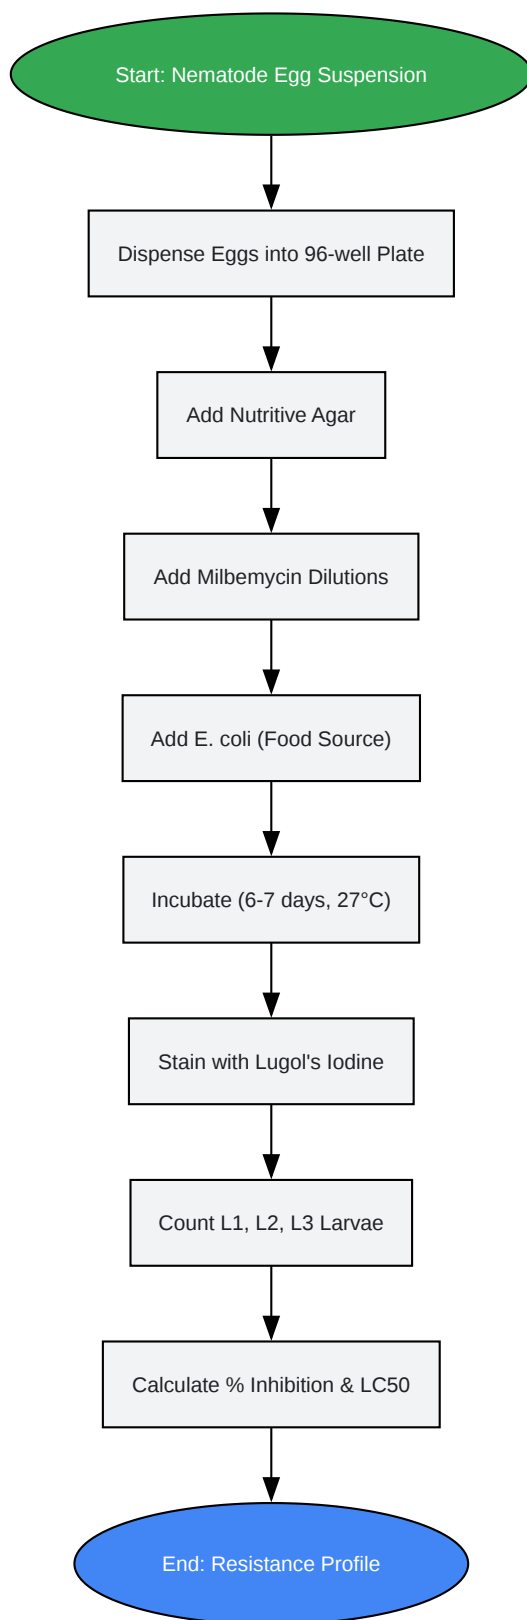 Start: Nematode Egg Suspension
Dispense Eggs into 96-well Plate
Add Nutritive Agar
Add Milbemycin Dilutions
Add E. coli (Food Source)
Incubate (6-7 days, 27°C)
Stain with Lugol's Iodine
Count L1, L2, L3 Larvae
Calculate % Inhibition & LC50
End: Resistance Profile